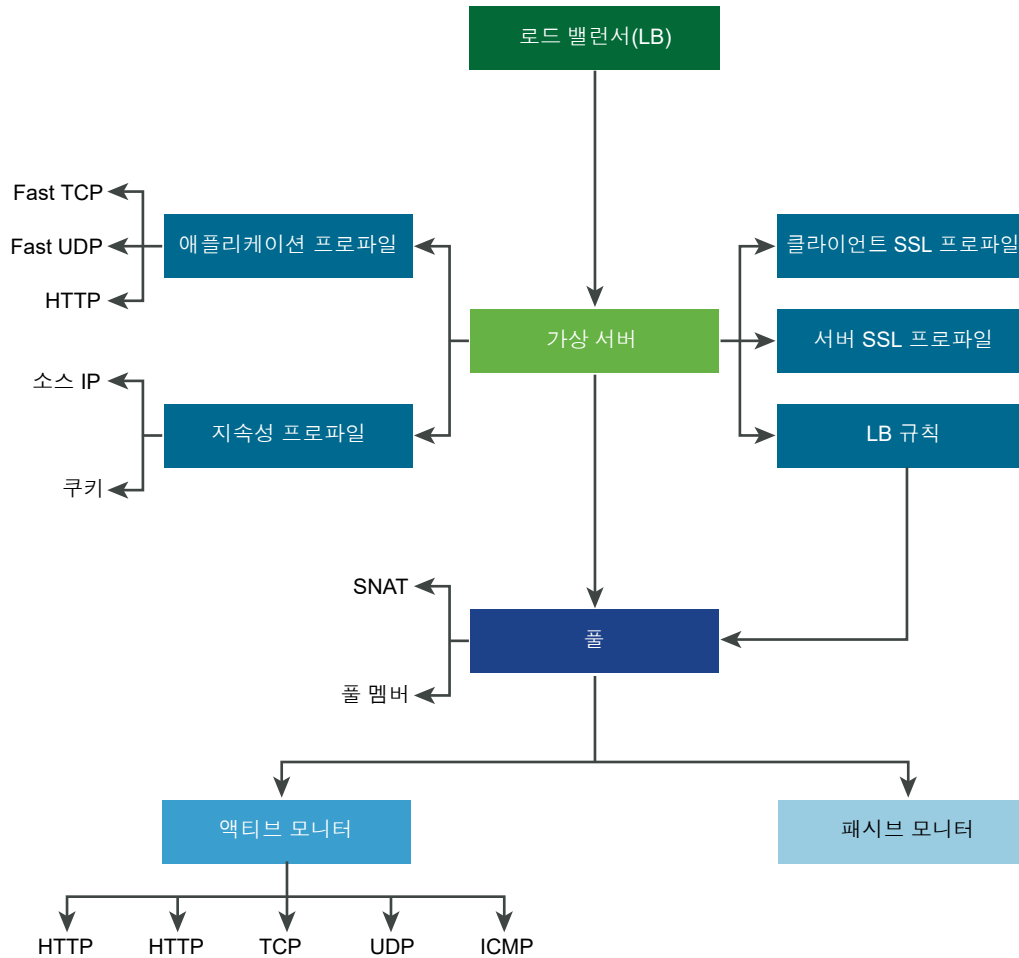 로드 밸런서(LB)
Fast TCP
Fast UDP
HTTP
애플리케이션 프로파일
클라이언트 SSL 프로파일
가상 서버
서버 SSL 프로파일
소스 IP
쿠키
지속성 프로파일
LB 규칙
SNAT
풀 멤버
풀
액티브 모니터
패시브 모니터
HTTP
HTTP
TCP
UDP
ICMP